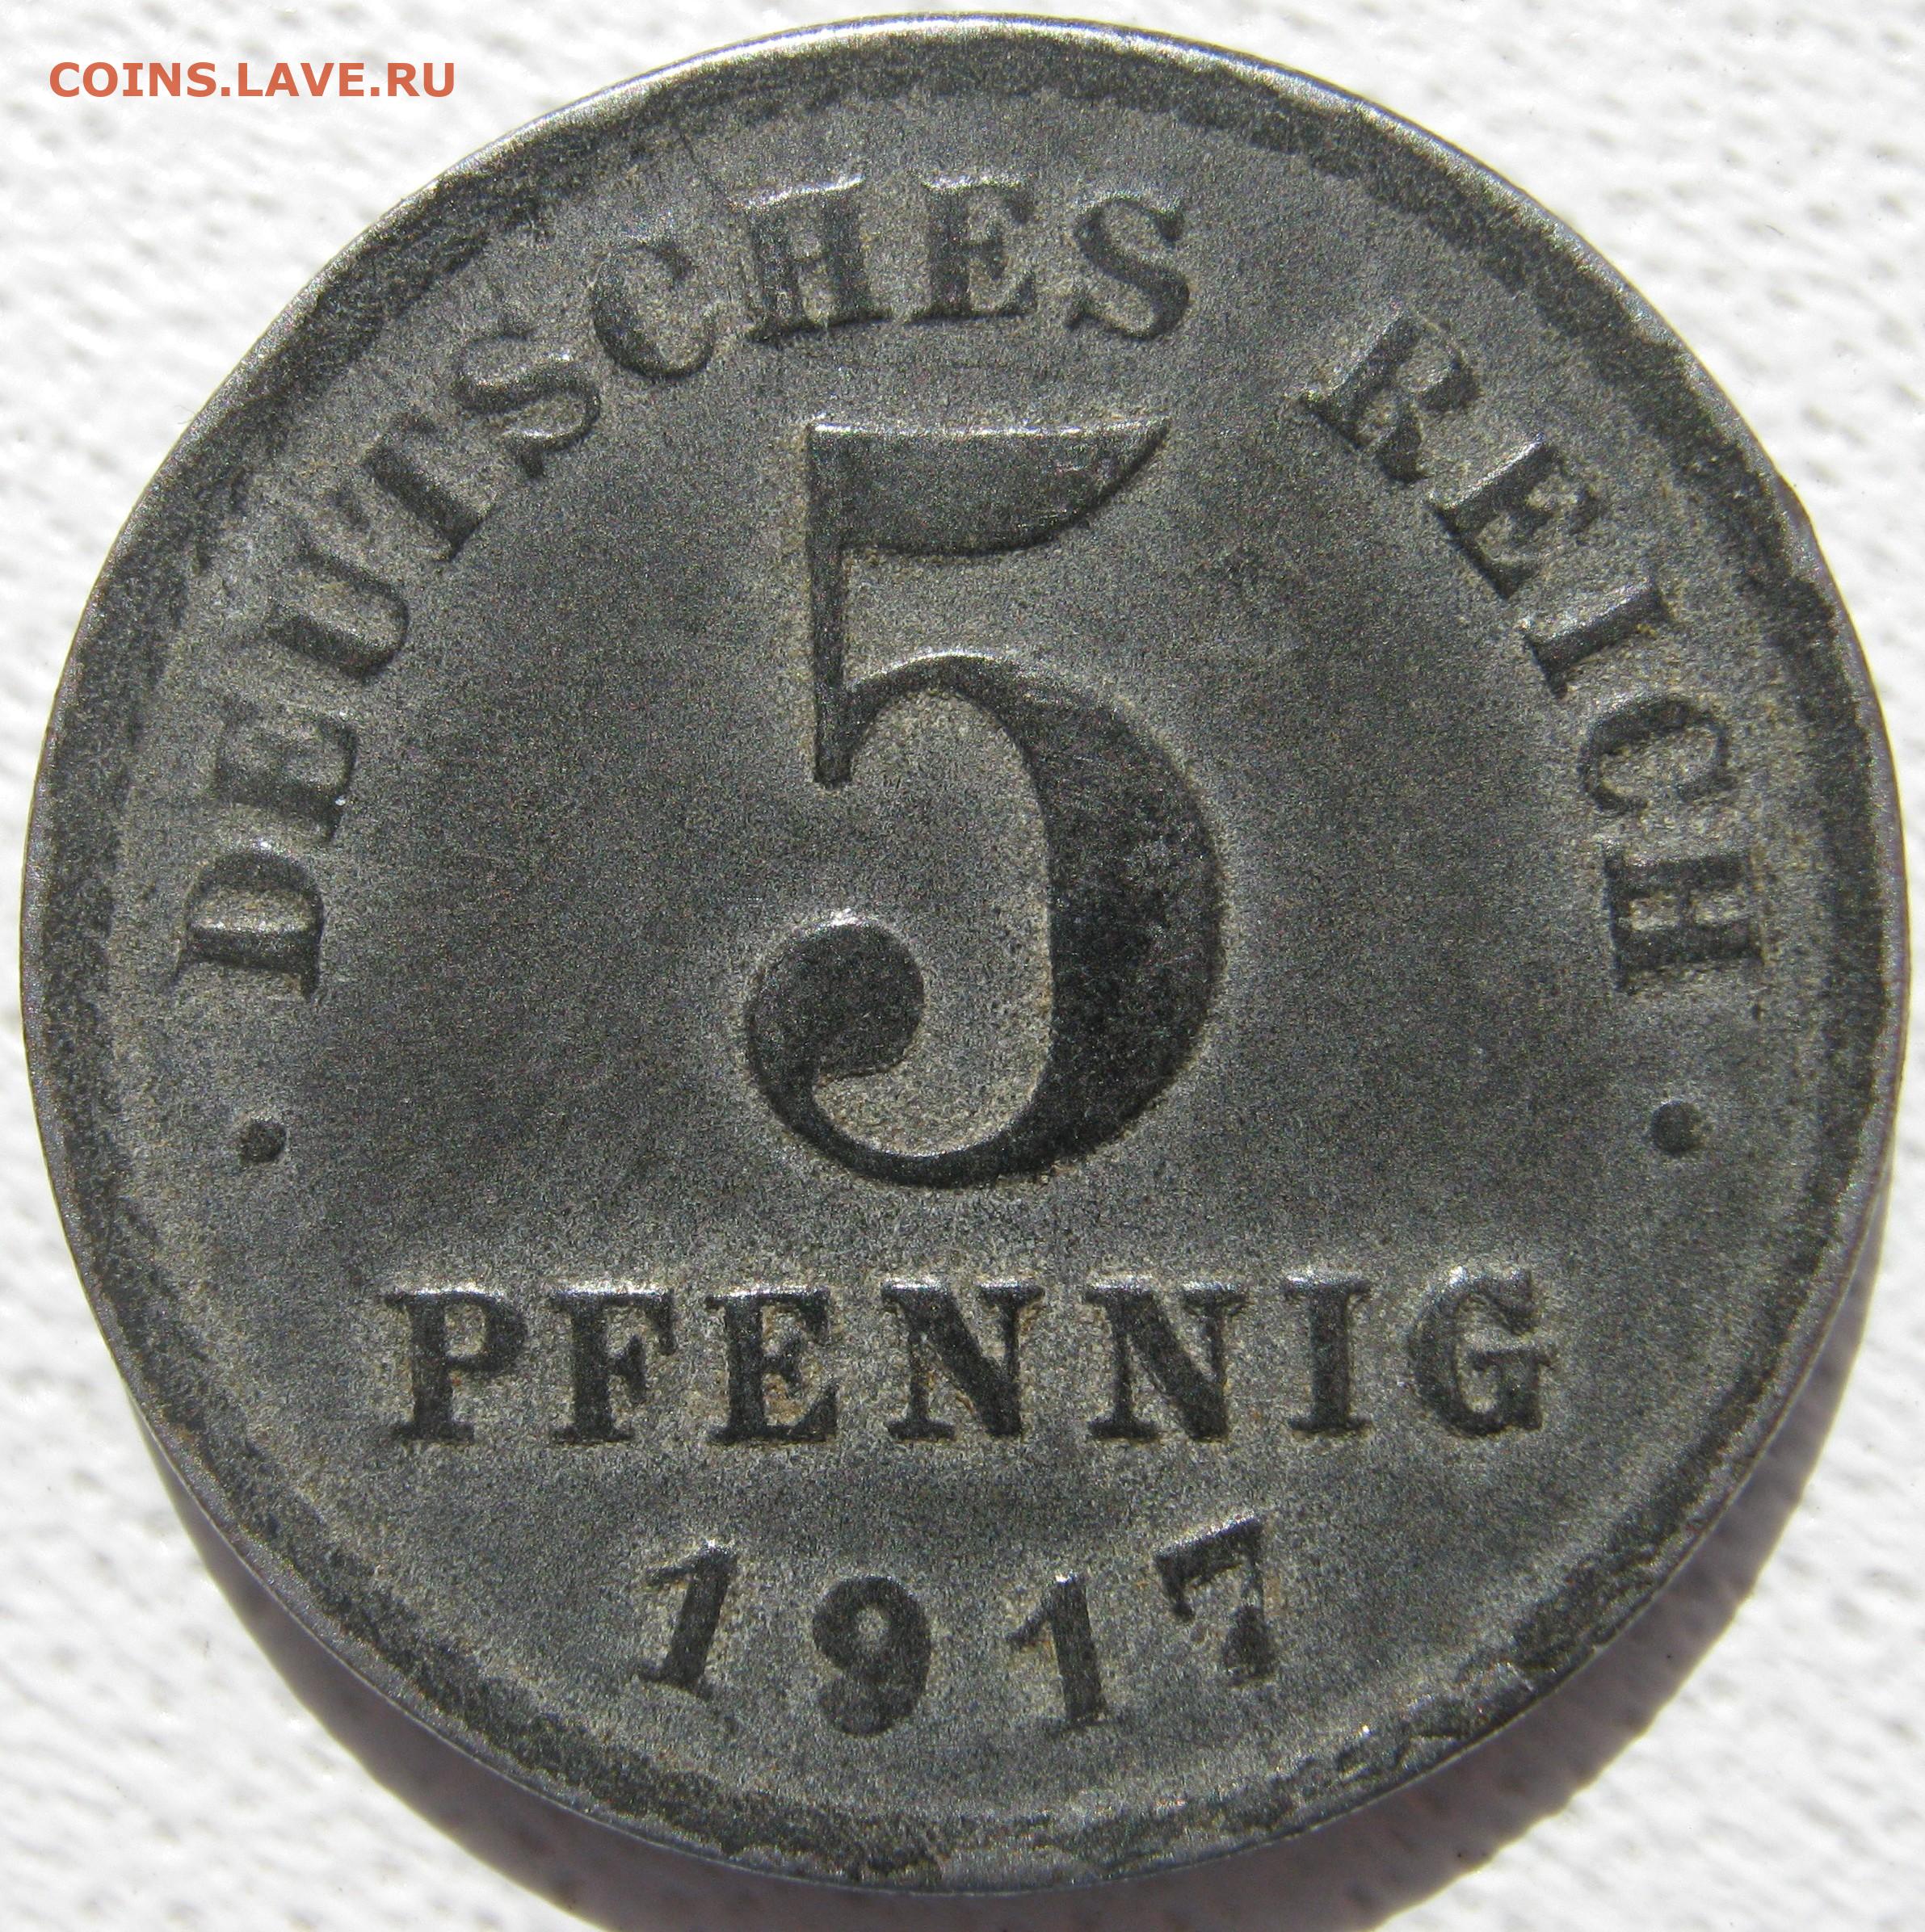 COINS.LAVE.RU
DEUTSCHES REICH
5
PFENNIG
1917